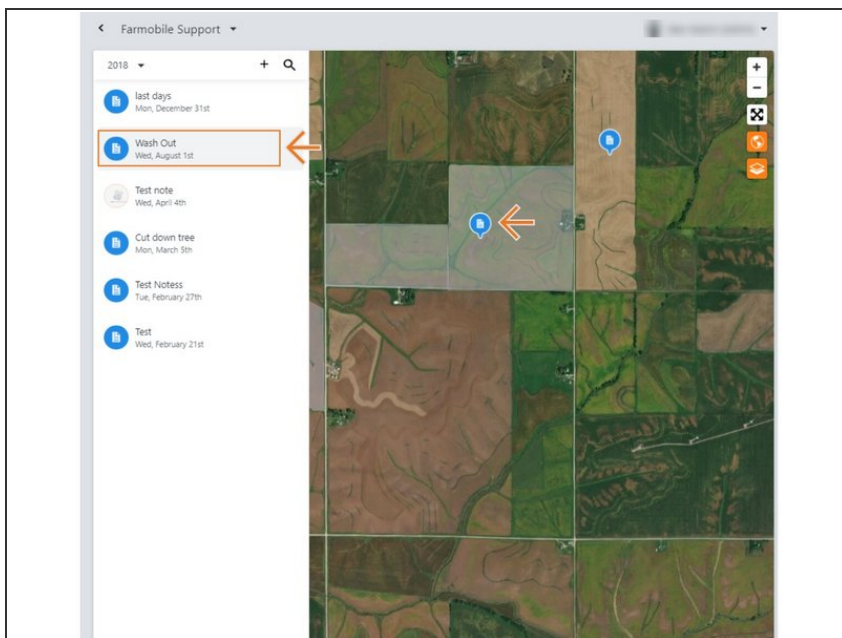 Farmobile Support
2018
last days
Mon, December 31st
Wash Out
Wed, August 1st
Test note
Wed, April 4th
Cut down tree
Mon, March 5th
Test Notess
Tue, February 27th
Test
Wed, February 21st